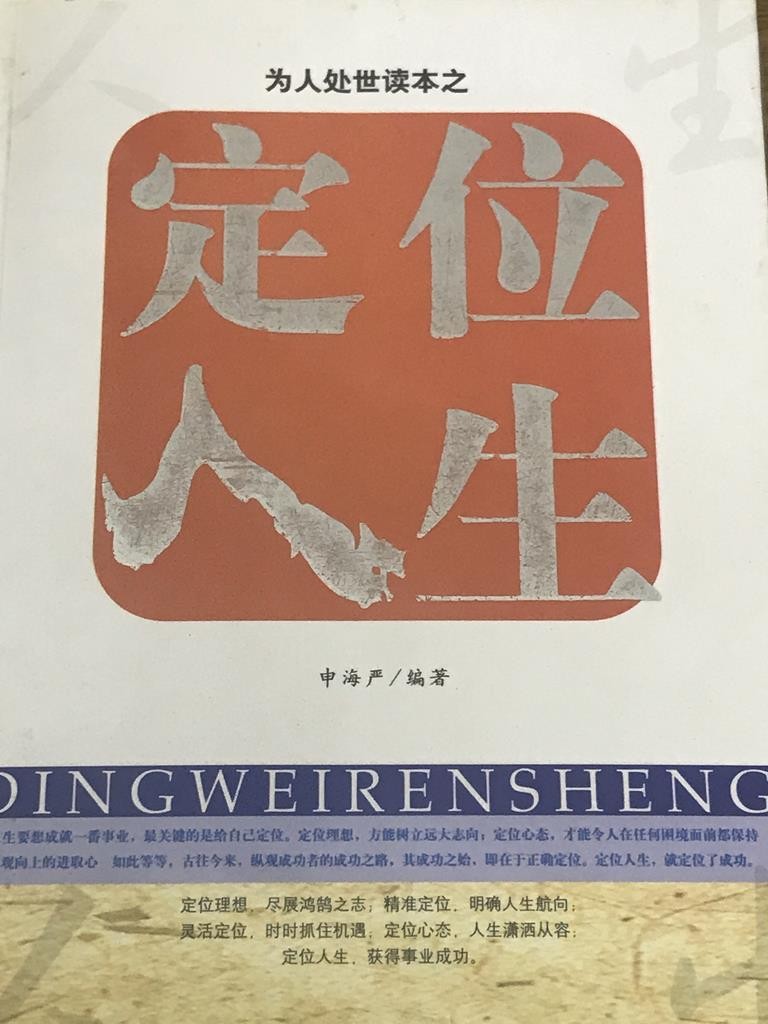 为人处世读本之
定位
人生
申海严/编著
DINGWEIRENSHENG
生要想成就一番事业，最关键的是给自己定位。定位理想，方能树立远大志向；定位心态，才能令人在任何困境面前都保持
观向上的进取心 如此等等，古往今来，纵观成功者的成功之路，其成功之始，即在于正确定位。定位人生，就定位了成功。
定位理想，尽展鸿鹄之志；精准定位，明确人生航向；
灵活定位，时时抓住机遇；定位心态，人生潇洒从容；
定位人生，获得事业成功。